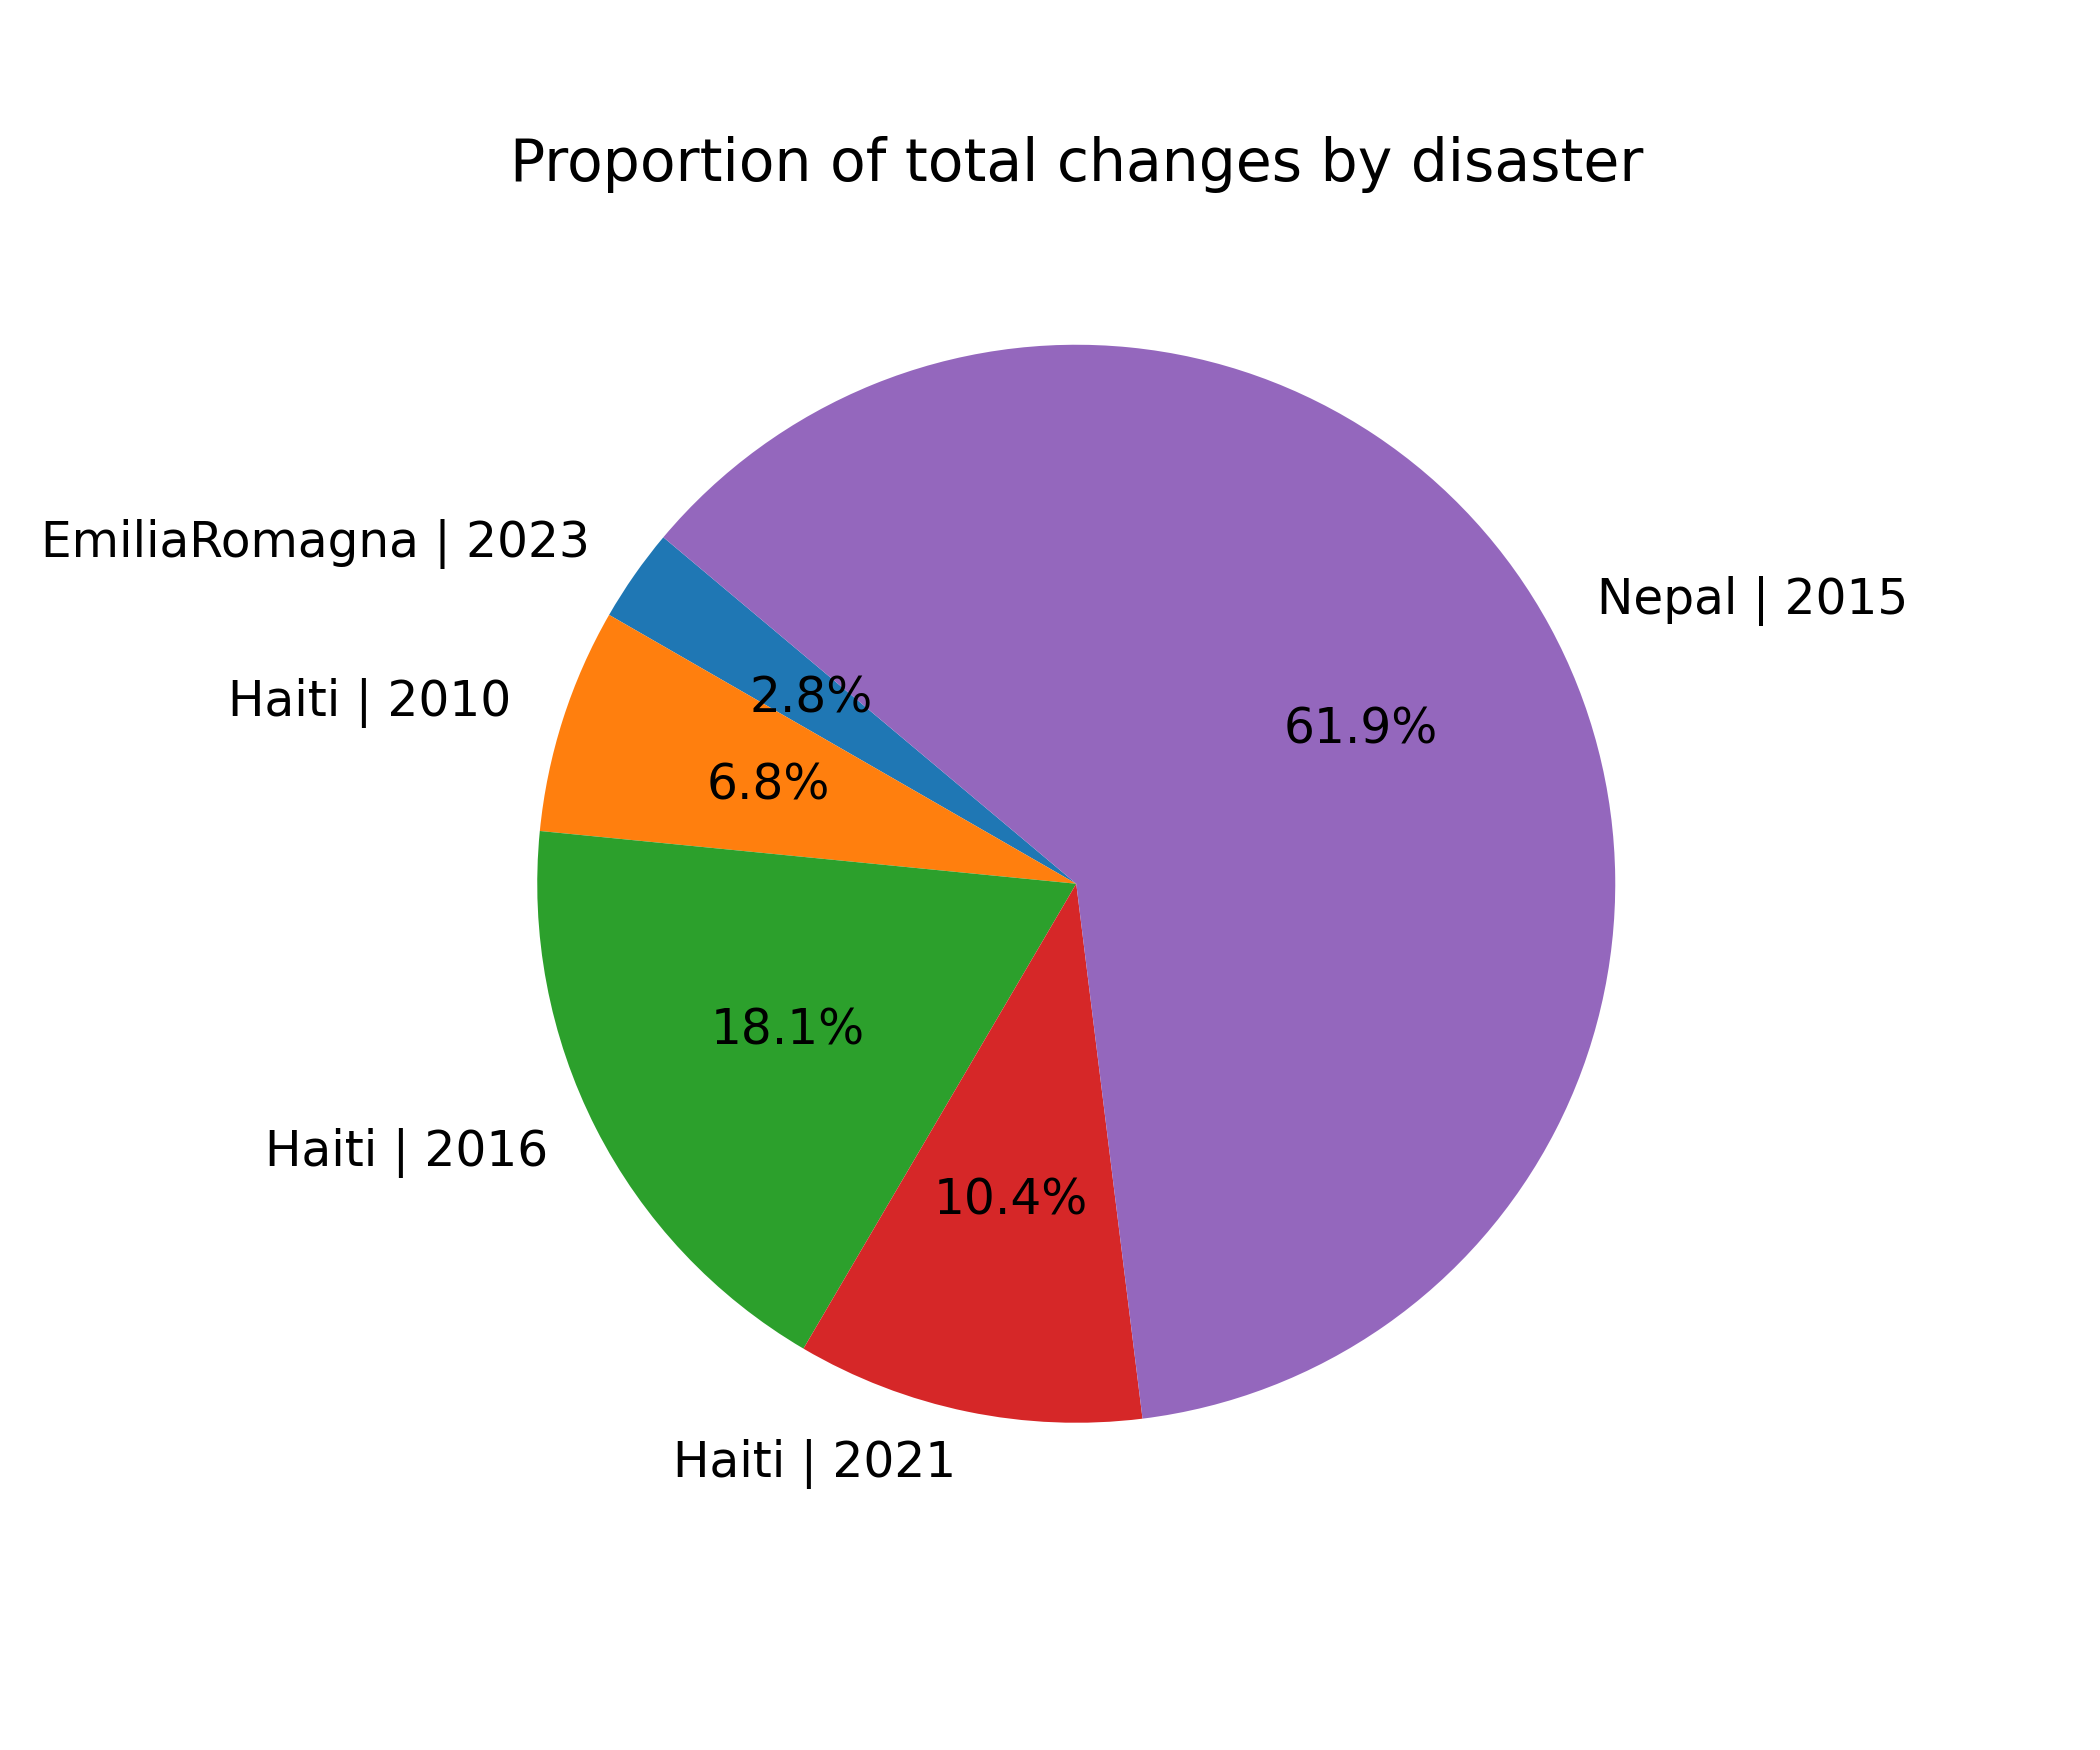 Proportion of total changes by disaster
EmiliaRomagna | 2023
Nepal | 2015
Haiti | 2010
2.8%
61.9%
6.8%
18.1%
Haiti | 2016
10.4%
Haiti | 2021